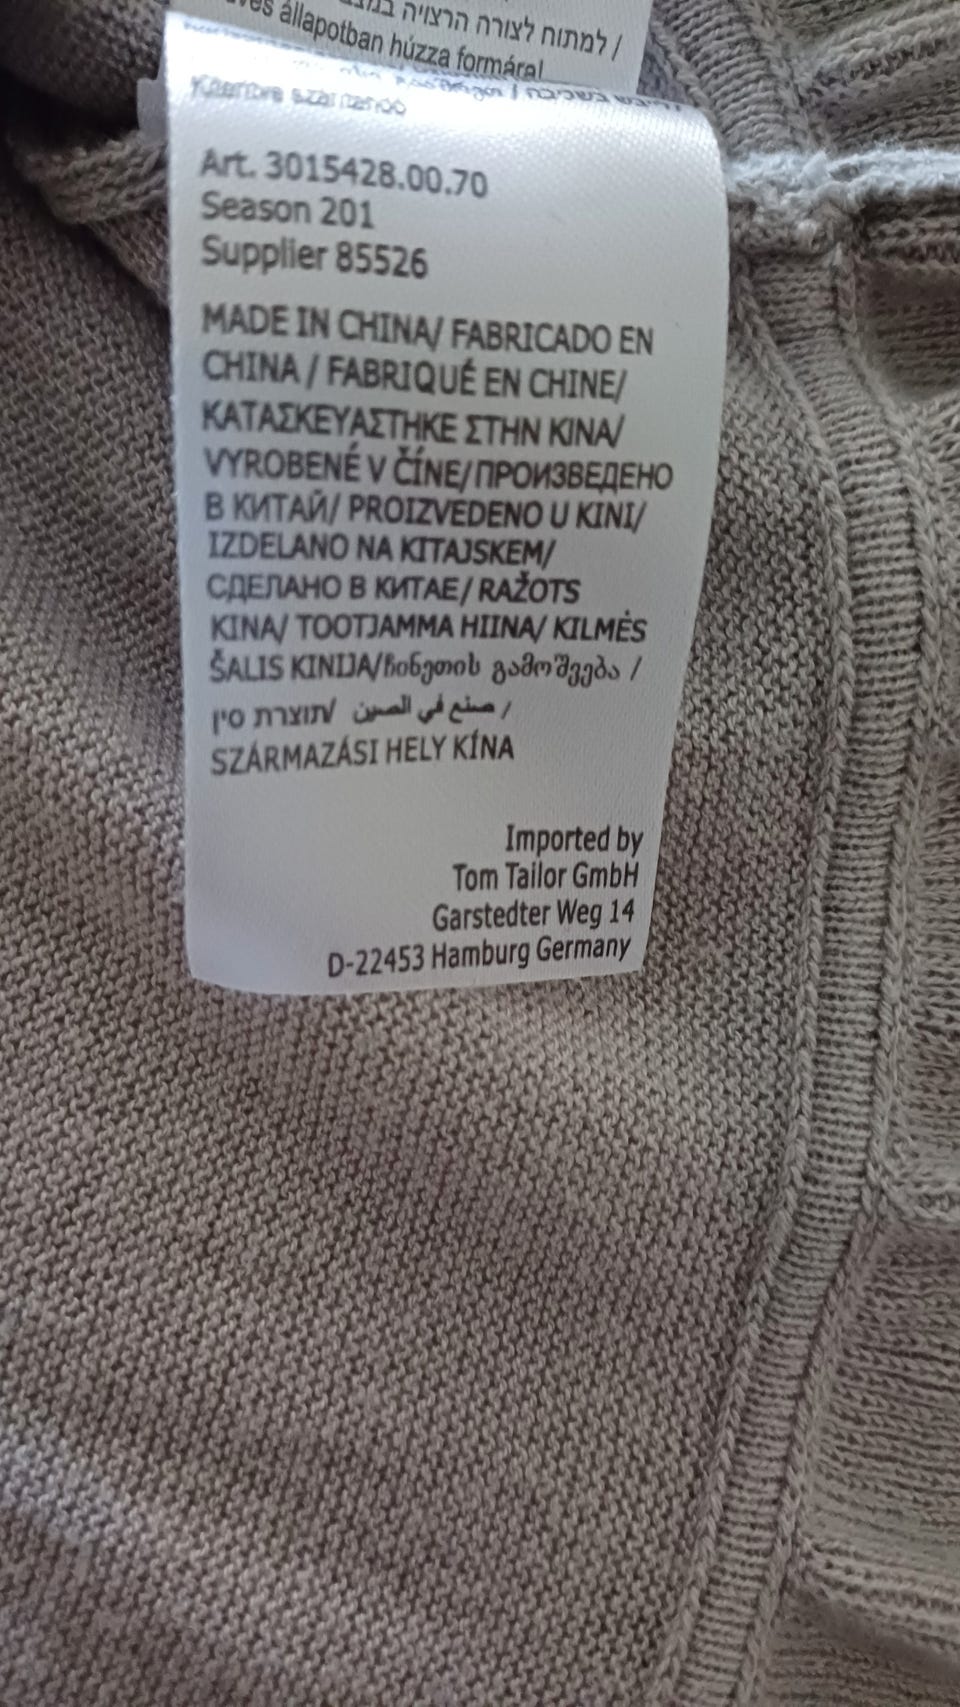 למתוח לצורה הרצויה /
állapotban húzza formára!
Art. 3015428.00.70
Season 201
Supplier 85526
MADE IN CHINA/ FABRICADO EN
CHINA / FABRIQUÉ EN CHINE/
ΚΑΤΑΣΚΕΥΑΣΤΗΚΕ ΣΤΗΝ ΚΙΝΑ/
VYROBENÉ V ČÍNE/ПРОИЗВЕДЕНО
В КИТАЙ/ PROIZVEDENO U KINI/
IZDELANO NA KITAJSKEM/
СДЕЛАНО В КИТАЕ/ RAŽOTS
KINA/ TOOTJAMMA HIINA/ KILMĖS
ŠALIS KINIJA/ჩინეთის გამოშვება /
תוצרת סין/ صنع في الصين /
SZÁRMAZÁSI HELY KÍNA
Imported by
Tom Tailor GmbH
Garstedter Weg 14
D-22453 Hamburg Germany